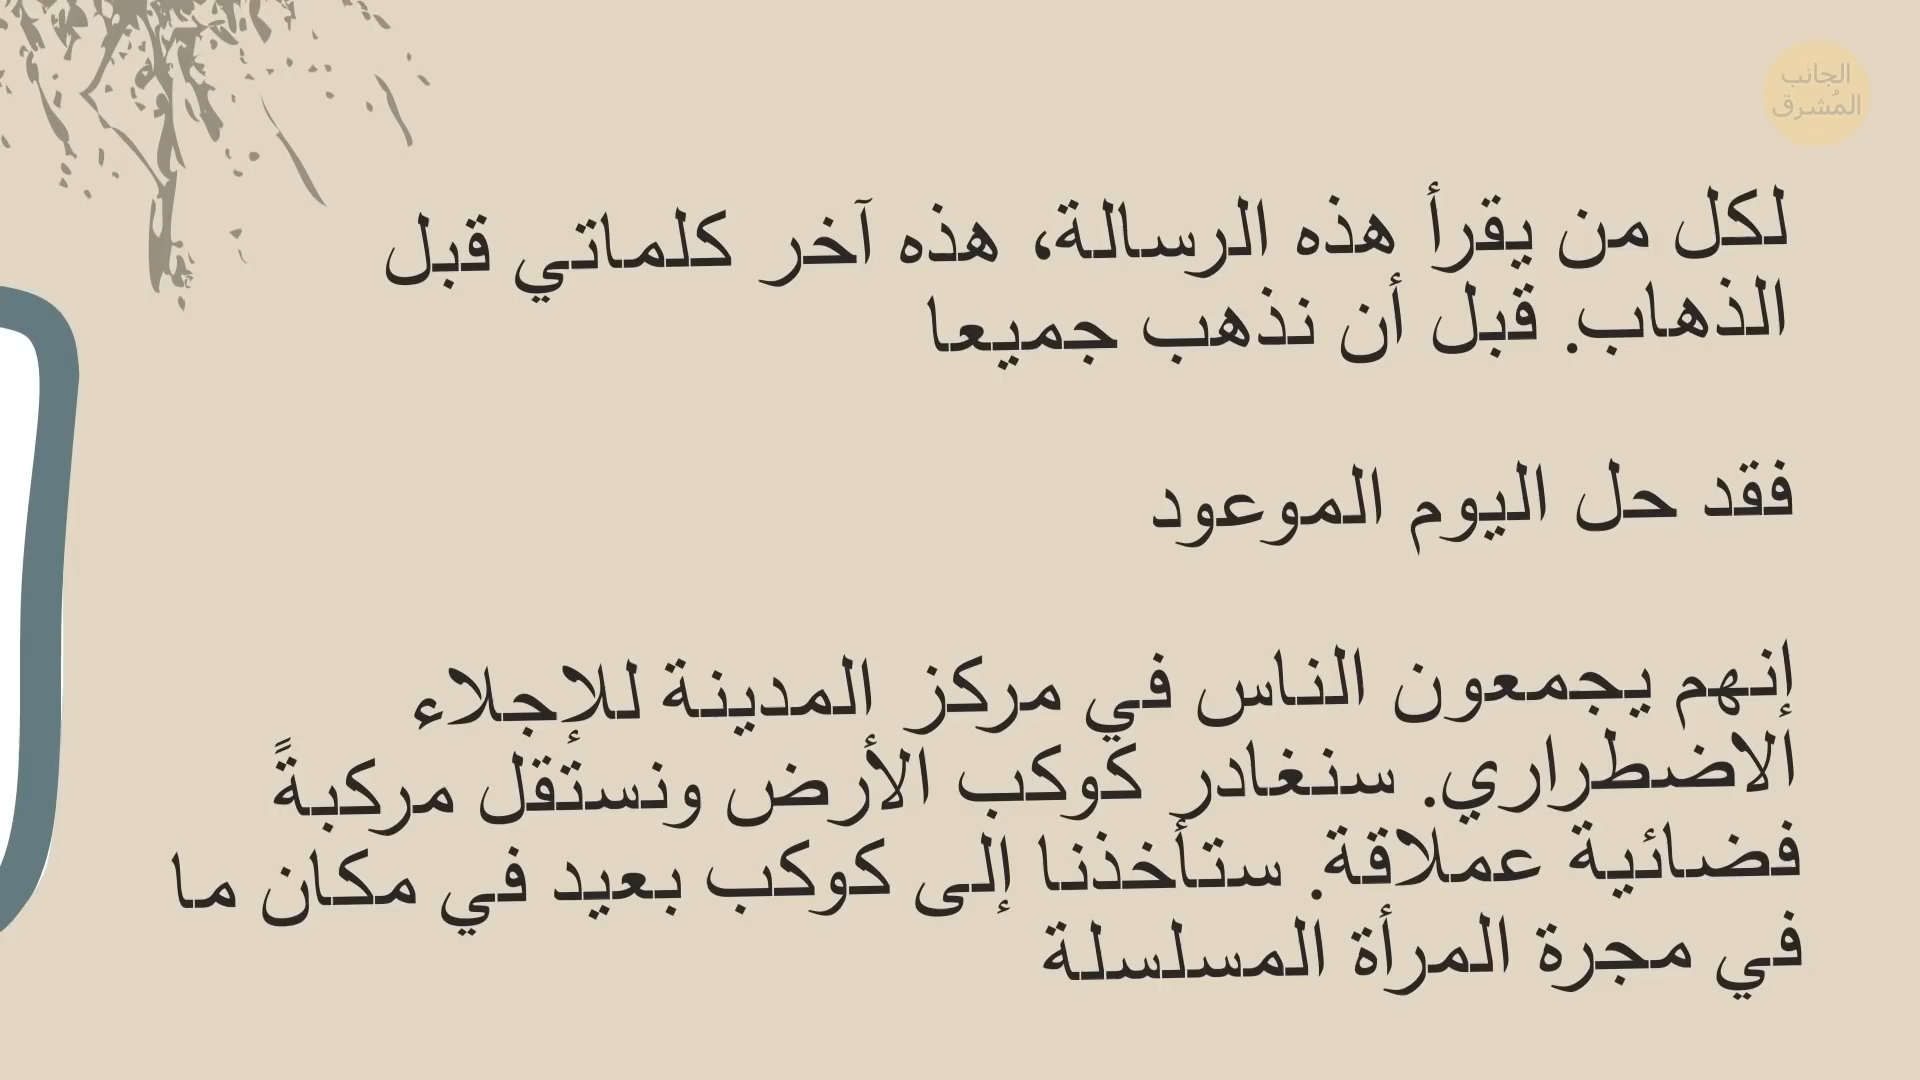 الجانب
المُشرق
لكل من يقرأ هذه الرسالة، هذه آخر كلماتي قبل
الذهاب. قبل أن نذهب جميعا
فقد حل اليوم الموعود
إنهم يجمعون الناس في مركز المدينة للإجلاء
الاضطراري. سنغادر كوكب الأرض ونستقل مركبةً
فضائية عملاقة. ستأخذنا إلى كوكب بعيد في مكان ما
في مجرة المرأة المسلسلة